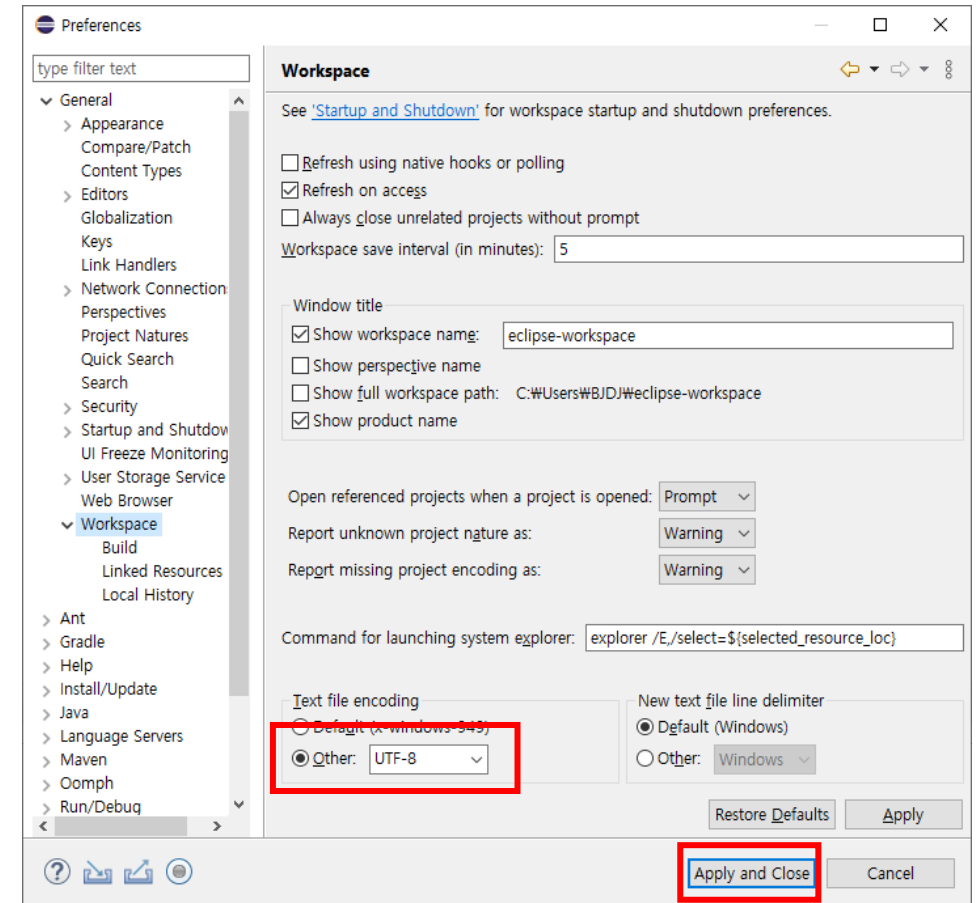 Preferences
type filter text
General
Appearance
Compare/Patch
Content Types
Editors
Globalization
Keys
Link Handlers
Network Connection
Perspectives
Project Natures
Quick Search
Search
Security
Startup and Shutdow
UI Freeze Monitoring
User Storage Service
Web Browser
Workspace
Build
Linked Resources
Local History
Ant
Gradle
Help
Install/Update
Java
Language Servers
Maven
Oomph
Run/Debug
Workspace
See 'Startup and Shutdown' for workspace startup and shutdown preferences.
Refresh using native hooks or polling
Refresh on access
Always close unrelated projects without prompt
Workspace save interval (in minutes): 5
Window title
Show workspace name: eclipse-workspace
Show perspective name
Show full workspace path: C:₩Users₩BJDJ₩eclipse-workspace
Show product name
Open referenced projects when a project is opened: Prompt
Report unknown project nature as: Warning
Report missing project encoding as: Warning
Command for launching system explorer: explorer /E,/select=${selected_resource_loc}
Text file encoding
Default (x-windows-949)
Other: UTF-8
New text file line delimiter
Default (Windows)
Other: Windows
Restore Defaults Apply
Apply and Close Cancel